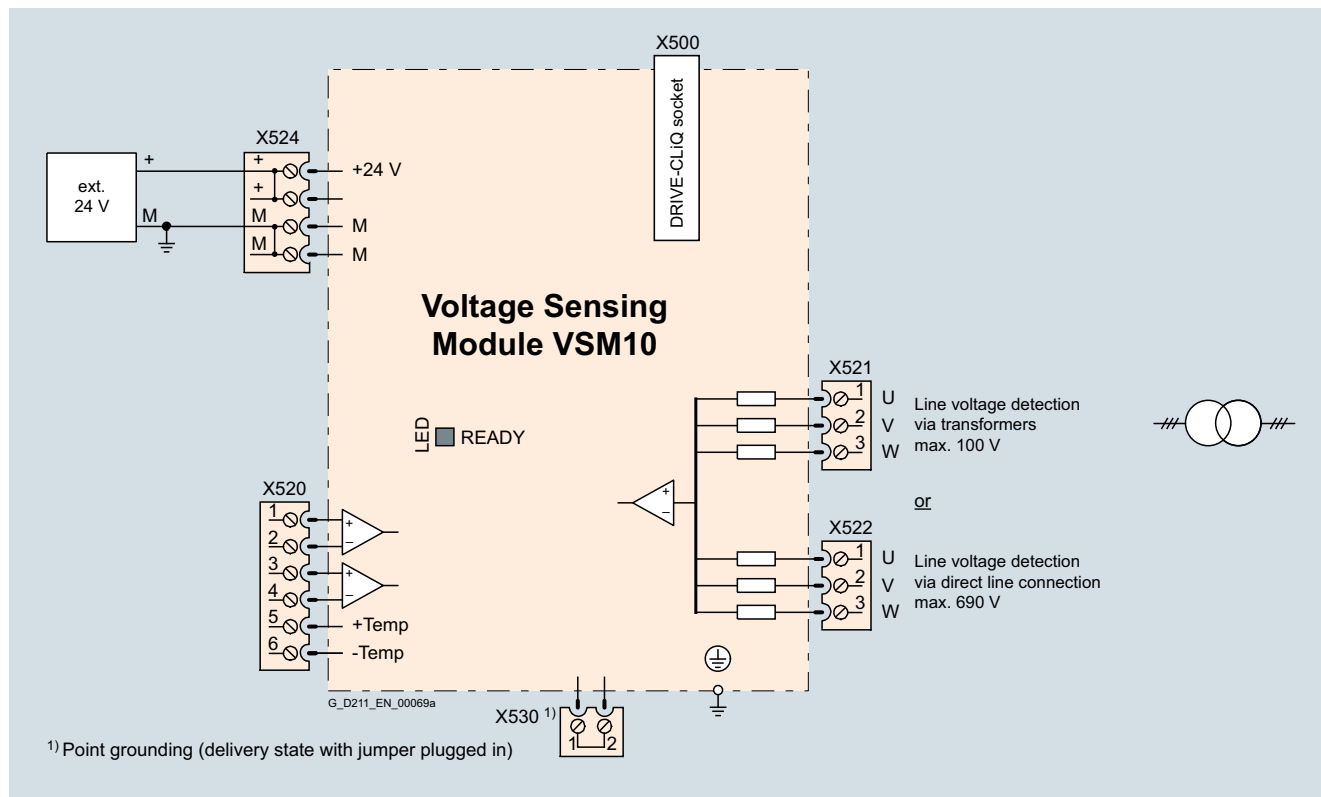 X500
DRIVE-CLiQ socket
X524
ext.
24 V
+
M
+
+
M
M
+24 V
M
M
Voltage Sensing
Module VSM10
LED
READY
X521
1
2
3
U
V
W
Line voltage detection
via transformers
max. 100 V
or
X522
1
2
3
U
V
W
Line voltage detection
via direct line connection
max. 690 V
+
–
X520
1
2
3
4
5
6
+
–
+
–
+Temp
-Temp
G_D211_EN_00069a
X530 1)
1
2
1) Point grounding (delivery state with jumper plugged in)